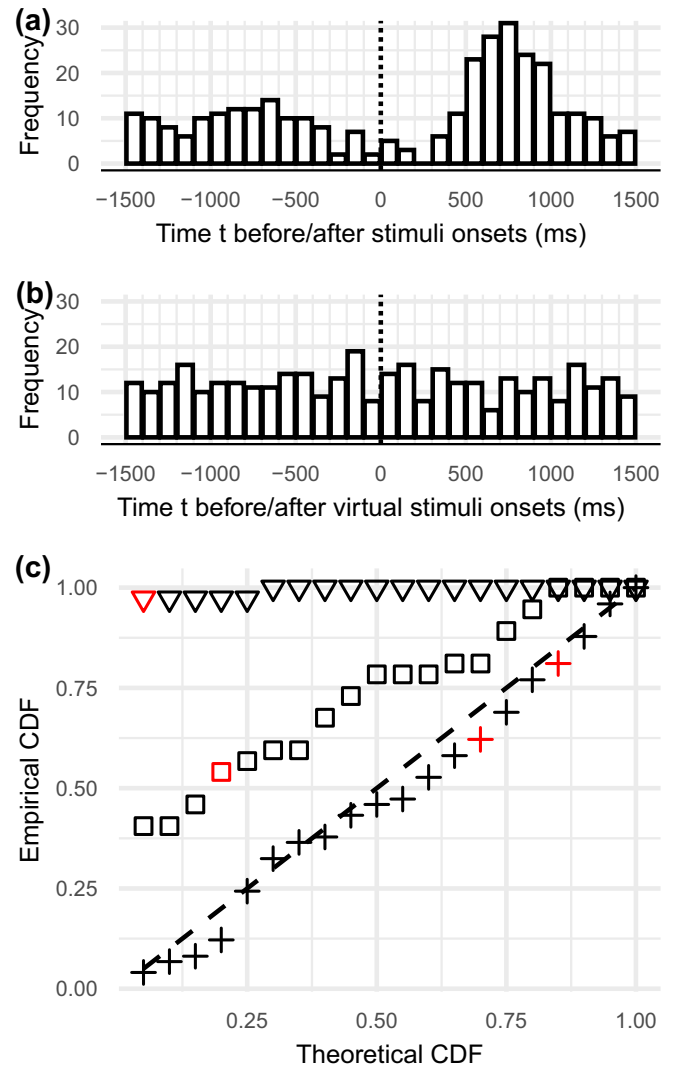 (a)
Frequency
30
20
10
0
−1500 −1000 −500 0 500 1000 1500
Time t before/after stimuli onsets (ms)
(b)
Frequency
30
20
10
0
−1500 −1000 −500 0 500 1000 1500
Time t before/after virtual stimuli onsets (ms)
(c)
Empirical CDF
1.00
0.75
0.50
0.25
0.00
0.25 0.50 0.75 1.00
Theoretical CDF